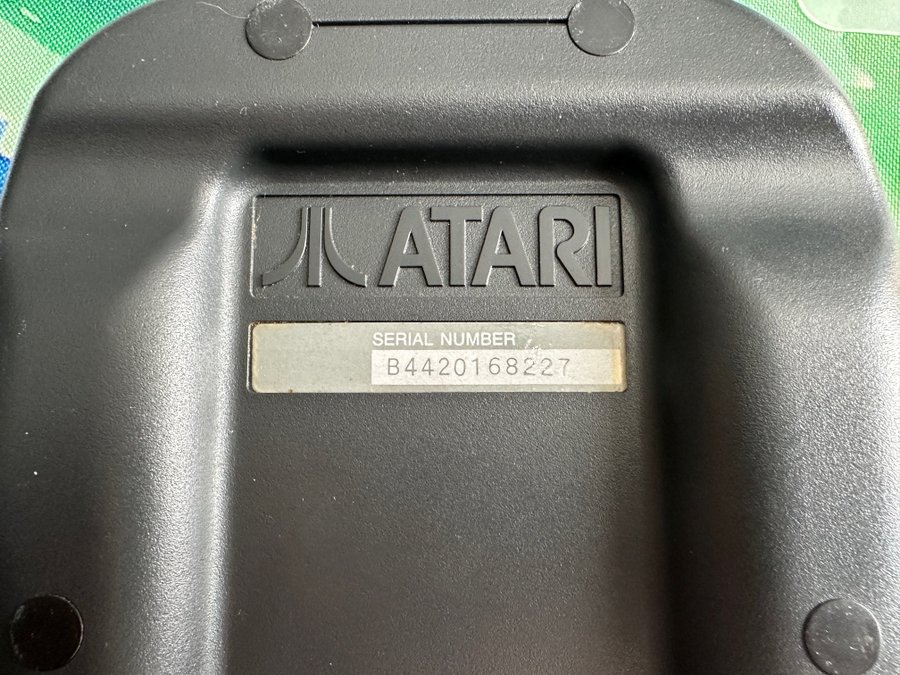 ATARI
SERIAL NUMBER
B4420168227